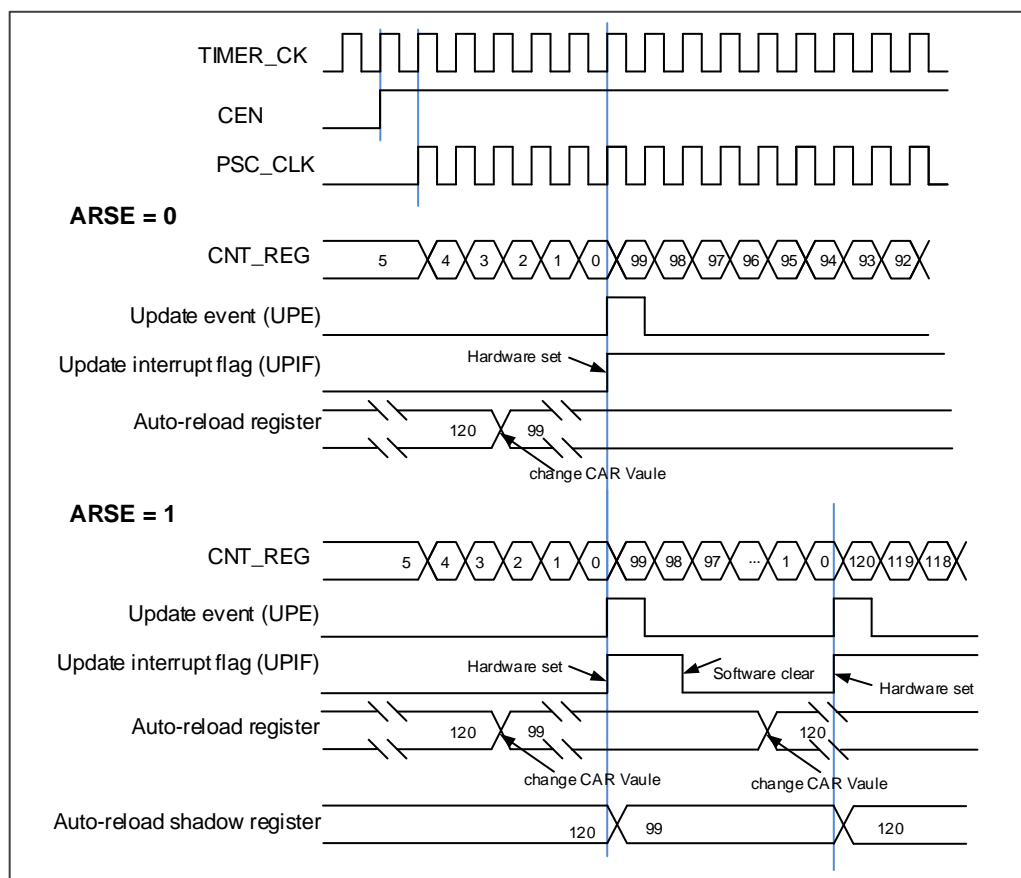 TIMER_CK
CEN
PSC_CLK
ARSE = 0
CNT_REG 5 4 3 2 1 0 99 98 97 96 95 94 93 92
Update event (UPE)
Update interrupt flag (UPIF) Hardware set
Auto-reload register 120 99
change CAR Vaule
ARSE = 1
CNT_REG 5 4 3 2 1 0 99 98 97 ... 1 0 120 119 118
Update event (UPE)
Update interrupt flag (UPIF) Hardware set Software clear Hardware set
Auto-reload register 120 99 120
change CAR Vaule change CAR Vaule
Auto-reload shadow register 120 99 120